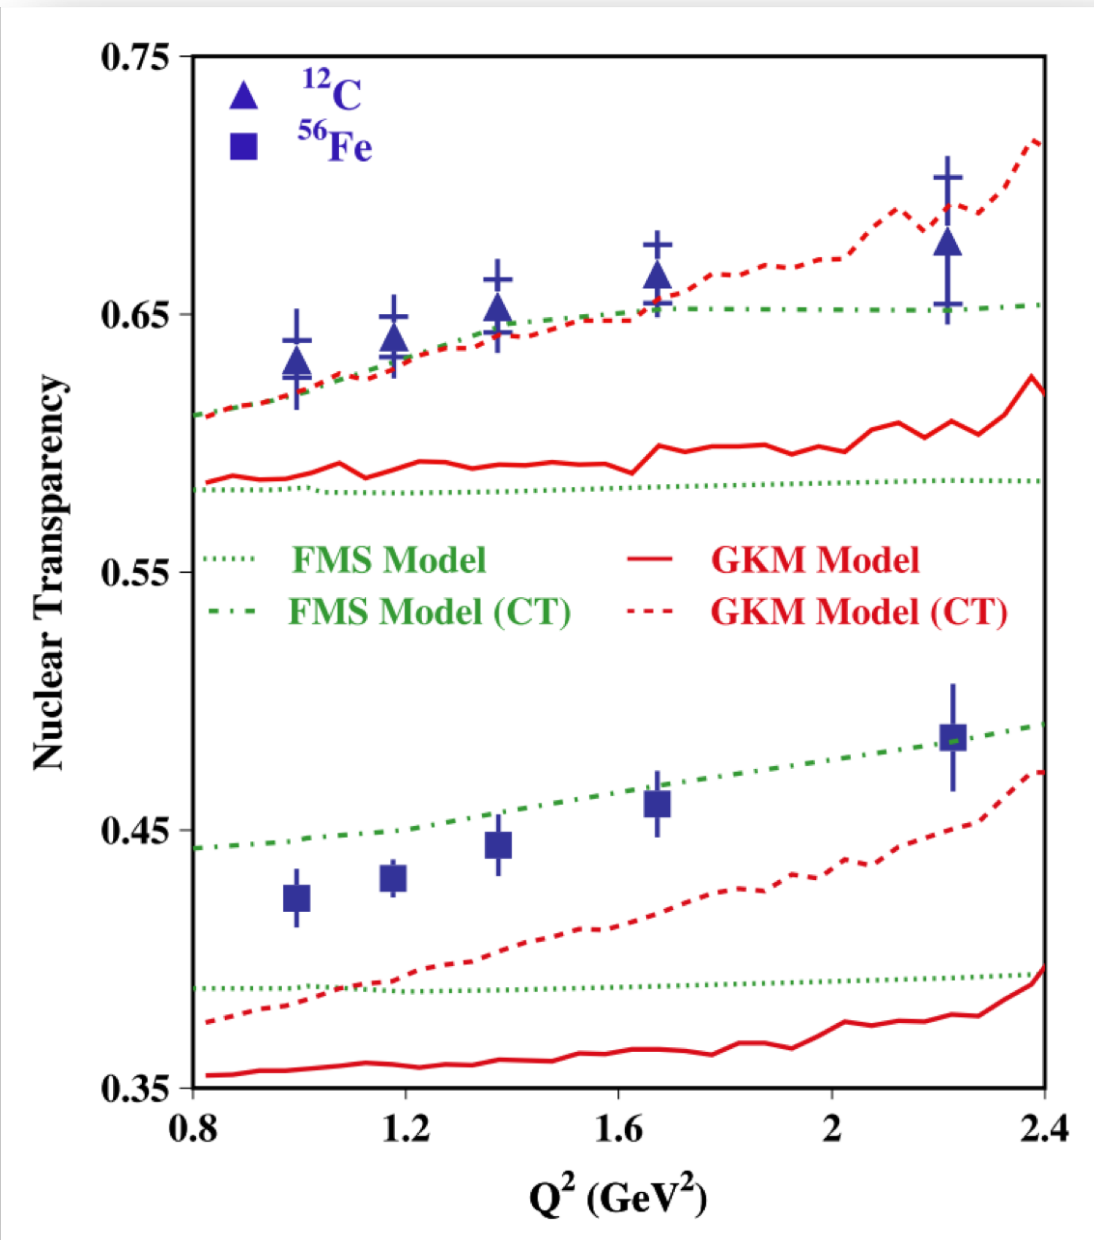 0.75
¹²C
⁵⁶Fe
0.65
Nuclear Transparency
0.55
FMS Model
GKM Model
FMS Model (CT)
GKM Model (CT)
0.45
0.35
0.8 1.2 1.6 2 2.4
Q² (GeV²)